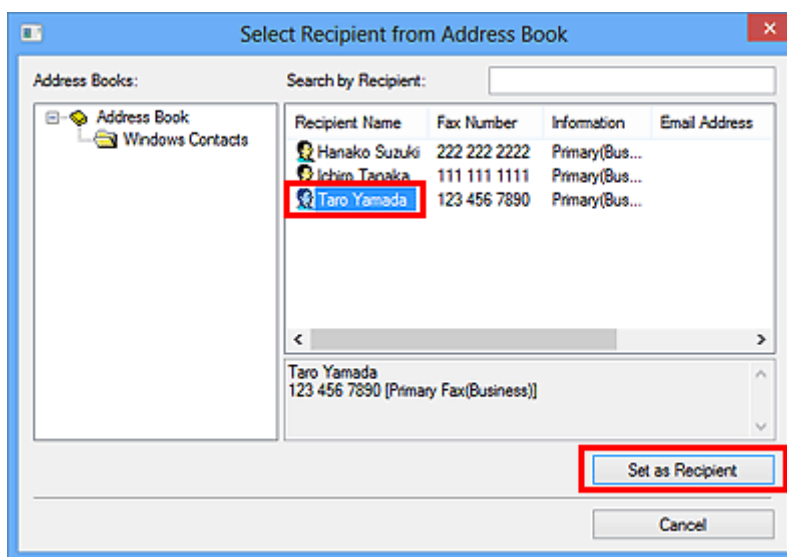 Select Recipient from Address Book
Address Books:
Search by Recipient:
Address Book
Windows Contacts
Recipient Name Fax Number Information Email Address
Hanako Suzuki 222 222 2222 Primary(Bus...
Ichiro Tanaka 111 111 1111 Primary(Bus...
Taro Yamada 123 456 7890 Primary(Bus...
Taro Yamada
123 456 7890 [Primary Fax(Business)]
Set as Recipient
Cancel